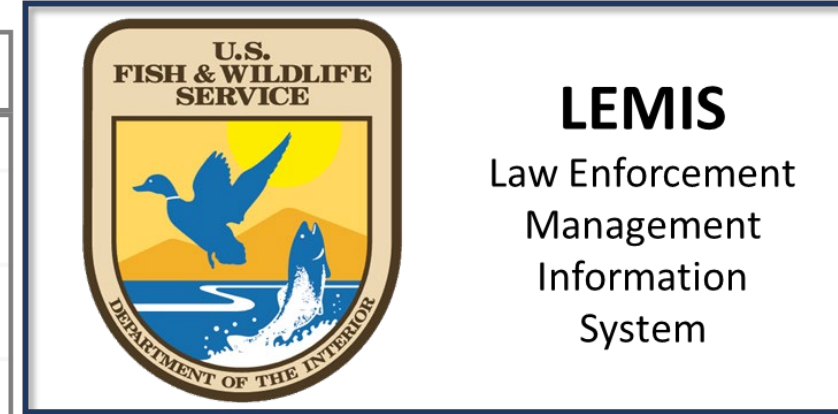 U.S.
FISH & WILDLIFE
SERVICE
DEPARTMENT OF THE INTERIOR
LEMIS
Law Enforcement
Management
Information
System